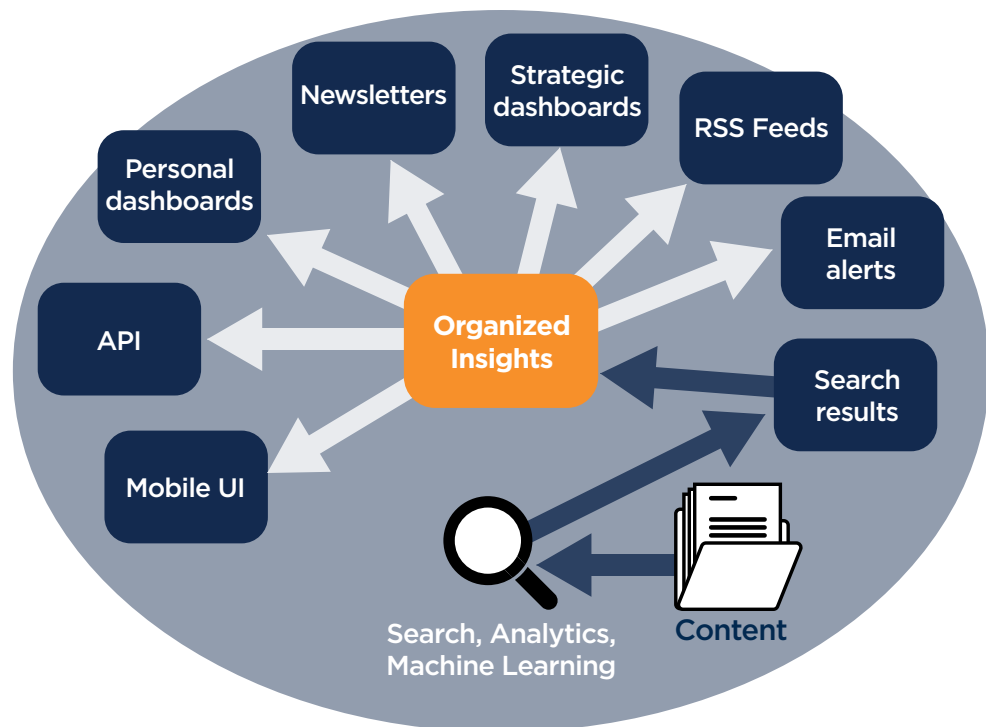 Newsletters
Strategic
dashboards
RSS Feeds
Personal
dashboards
Email
alerts
API
Organized
Insights
Search
results
Mobile UI
Search, Analytics,
Machine Learning
Content